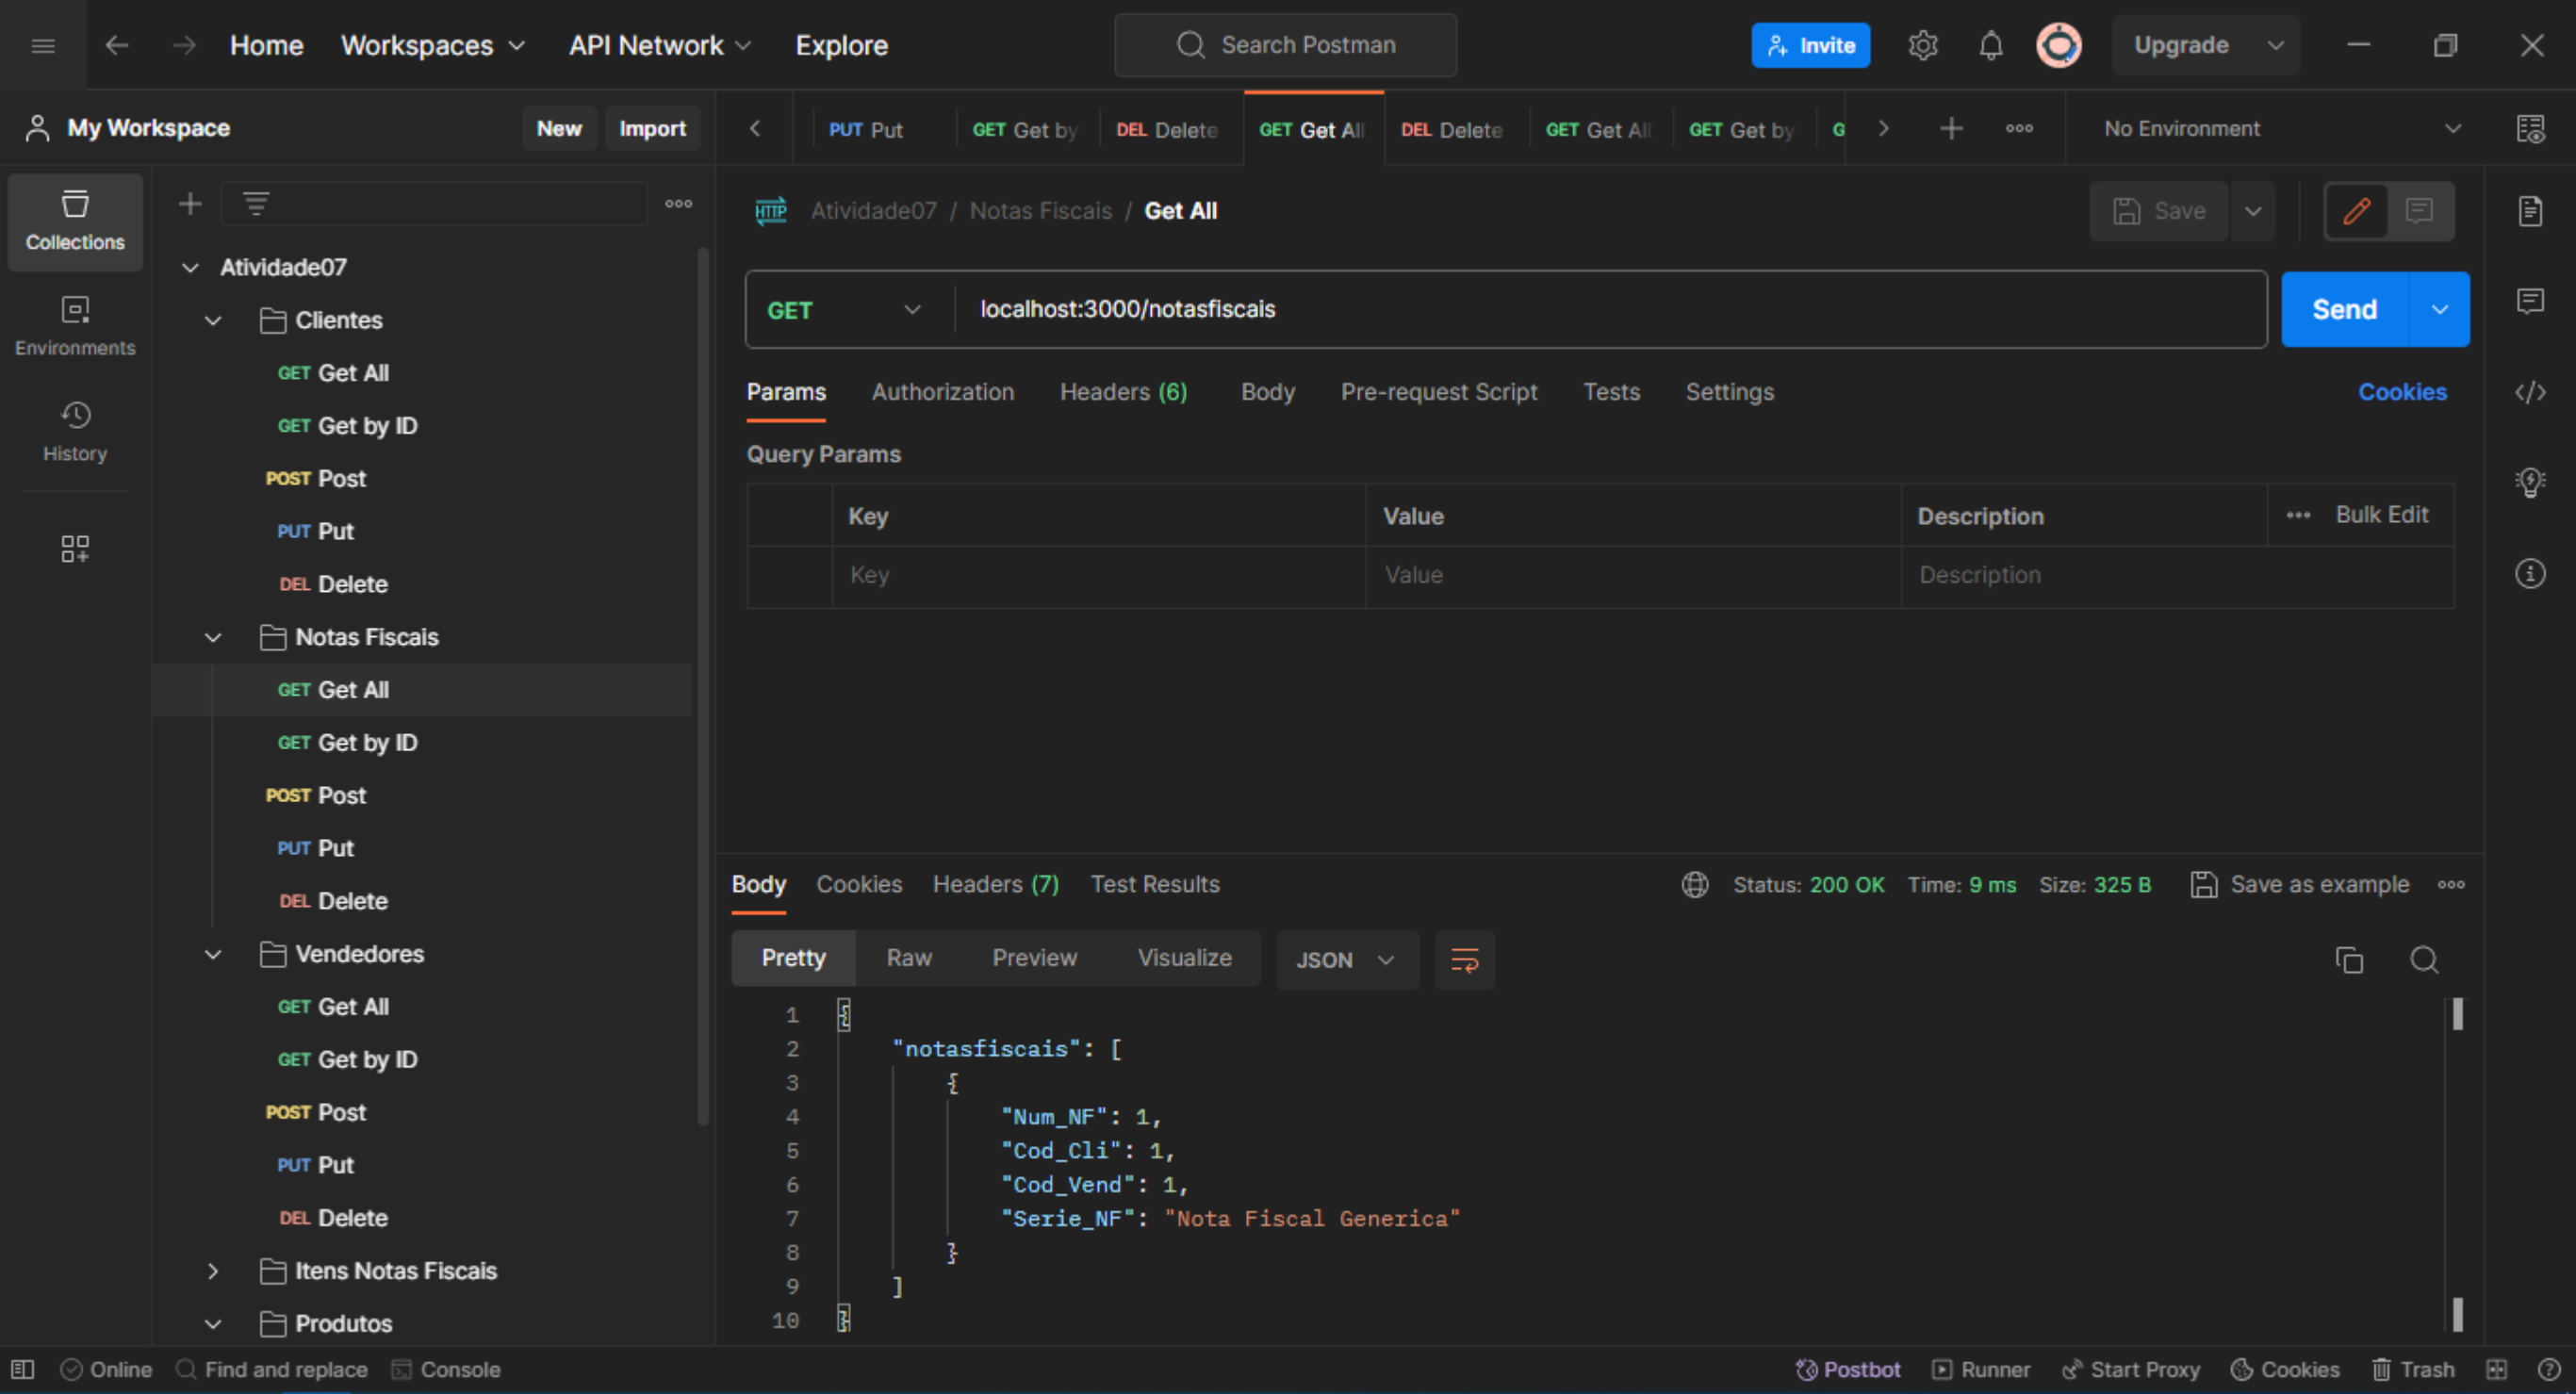 Home Workspaces API Network Explore Search Postman Invite Upgrade
My Workspace New Import
PUT Put GET Get by DEL Delete GET Get All DEL Delete GET Get All GET Get by G No Environment
Collections
Environments
History
Atividade07
Clientes
GET Get All
GET Get by ID
POST Post
PUT Put
DEL Delete
Notas Fiscais
GET Get All
GET Get by ID
POST Post
PUT Put
DEL Delete
Vendedores
GET Get All
GET Get by ID
POST Post
PUT Put
DEL Delete
Itens Notas Fiscais
Produtos
HTTP Atividade07 / Notas Fiscais / Get All Save
GET localhost:3000/notasfiscais Send
Params Authorization Headers (6) Body Pre-request Script Tests Settings Cookies
Query Params
Key Value Description Bulk Edit
Key Value Description
Body Cookies Headers (7) Test Results Status: 200 OK Time: 9 ms Size: 325 B Save as example
Pretty Raw Preview Visualize JSON
1 {
2 "notasfiscais": [
3 {
4 "Num_NF": 1,
5 "Cod_Cli": 1,
6 "Cod_Vend": 1,
7 "Serie_NF": "Nota Fiscal Generica"
8 }
9 ]
10 }
Online Find and replace Console Postbot Runner Start Proxy Cookies Trash